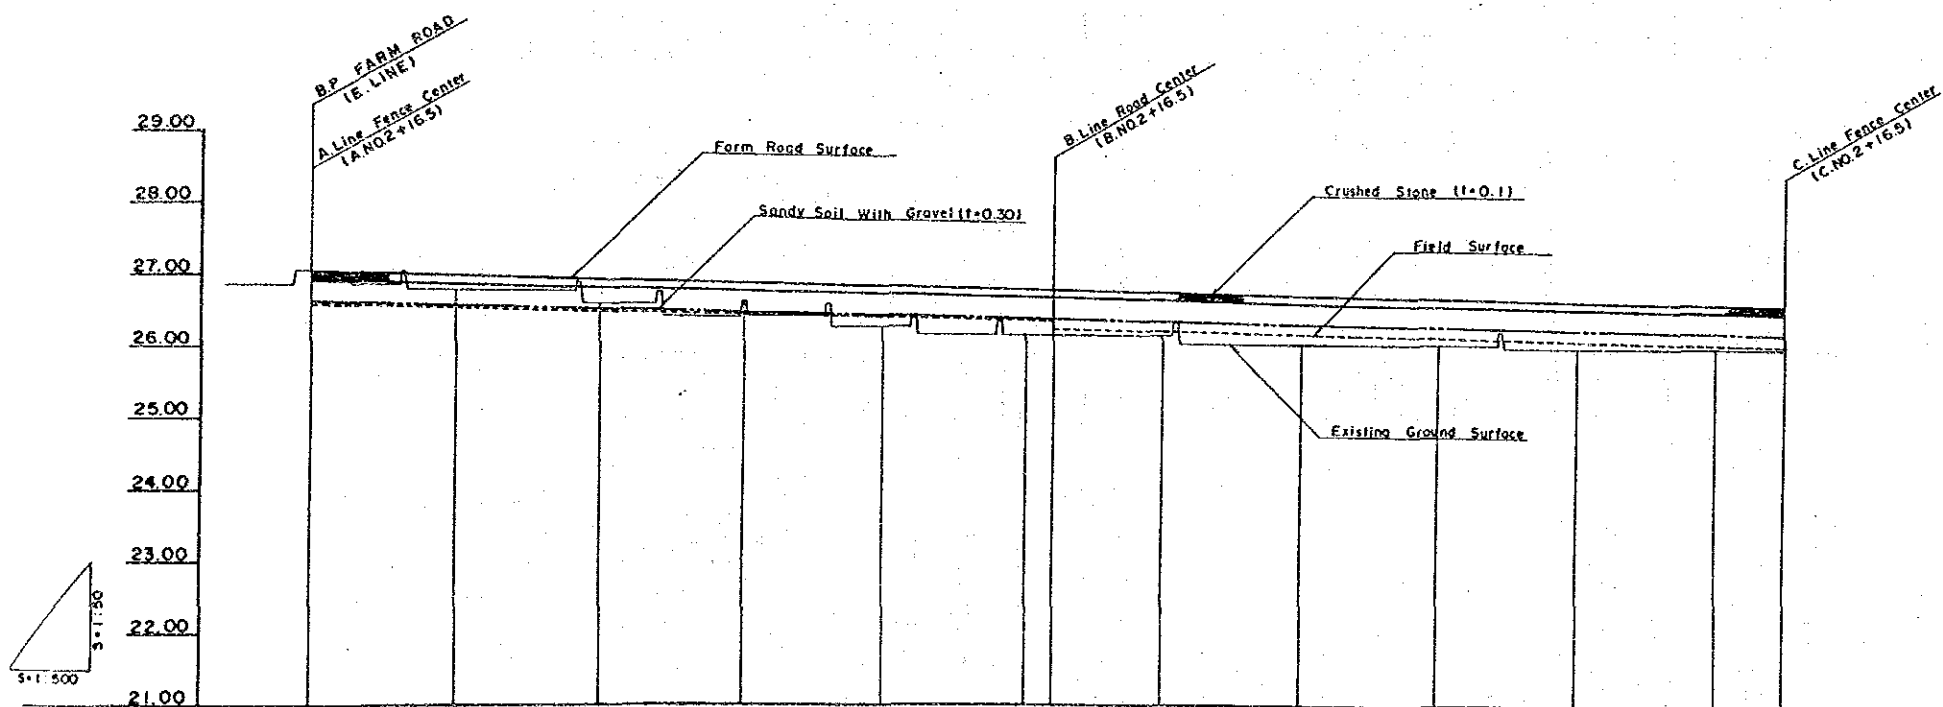 B.P FARM ROAD
(E. LINE)
A.Line Fence Center
(A.NO.2+16.5)
B.Line Road Center
(B.NO.2+16.5)
C.Line Fence Center
(C.NO.2+16.5)
29.00
Farm Road Surface
28.00
Crushed Stone (t=0.1)
Sandy Soil With Gravel (t=0.30)
Field Surface
27.00
26.00
25.00
Existing Ground Surface
24.00
23.00
S=1:50
22.00
S=1:500
21.00